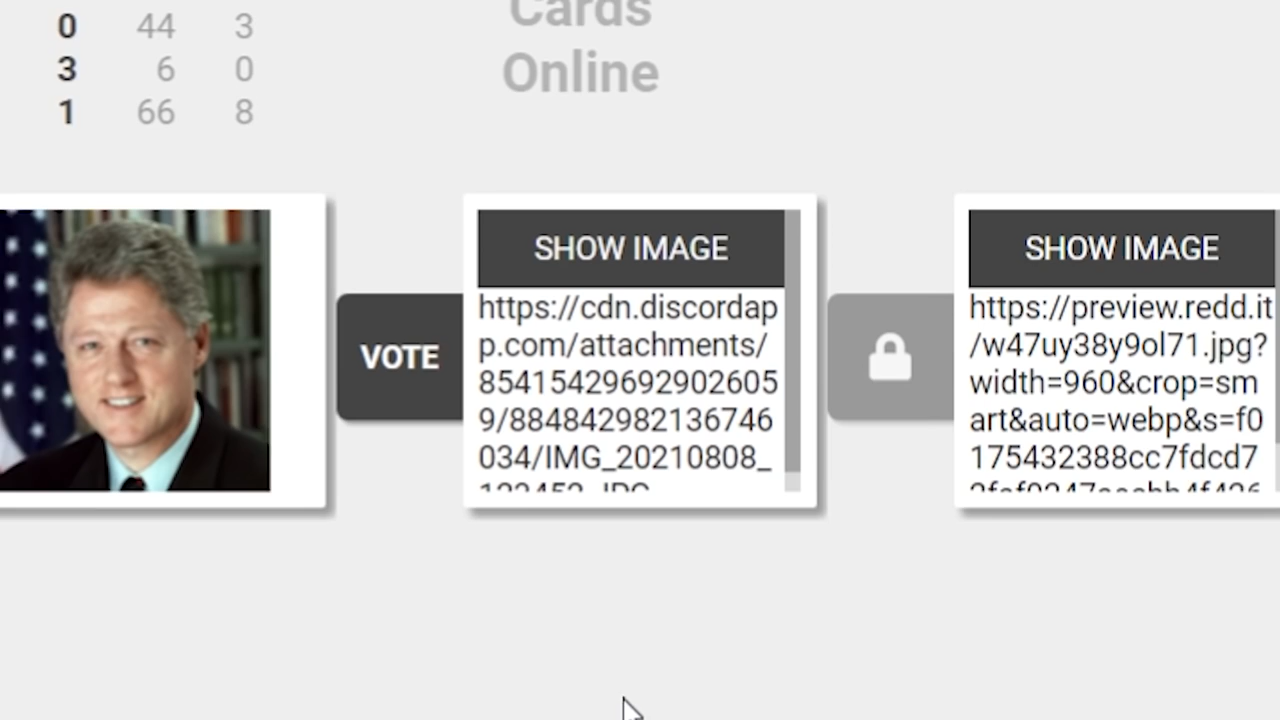 0 44 3
3 6 0
1 66 8
Cards
Online
VOTE
SHOW IMAGE
https://cdn.discordap
p.com/attachments/
85415429692902605
9/884842982136746
034/IMG_20210808_
SHOW IMAGE
https://preview.redd.it
/w47uy38y9ol71.jpg?
width=960&crop=sm
art&auto=webp&s=f0
175432388cc7fdcd7